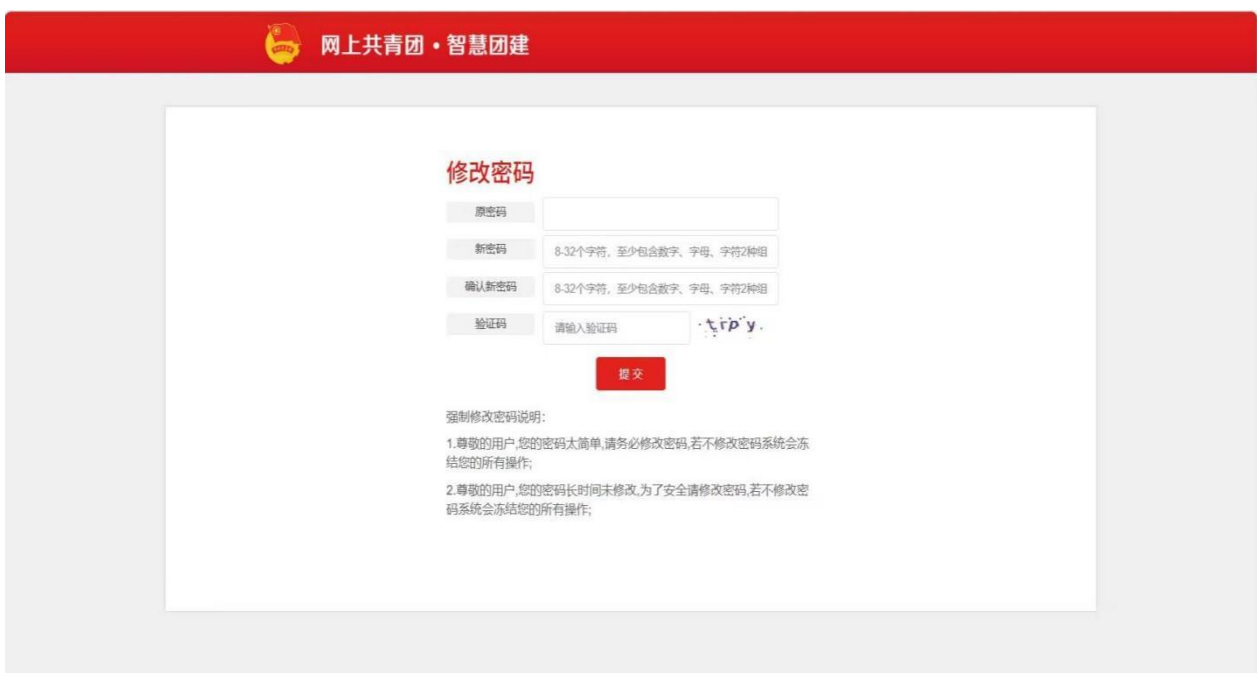 网上共青团·智慧团建
修改密码
原密码
新密码 8-32个字符，至少包含数字、字母、字符2种组
确认新密码 8-32个字符，至少包含数字、字母、字符2种组
验证码 请输入验证码 trpy
提交
强制修改密码说明:
1.尊敬的用户,您的密码太简单,请务必修改密码,若不修改密码系统会冻
结您的所有操作;
2.尊敬的用户,您的密码长时间未修改,为了安全请修改密码,若不修改密
码系统会冻结您的所有操作;